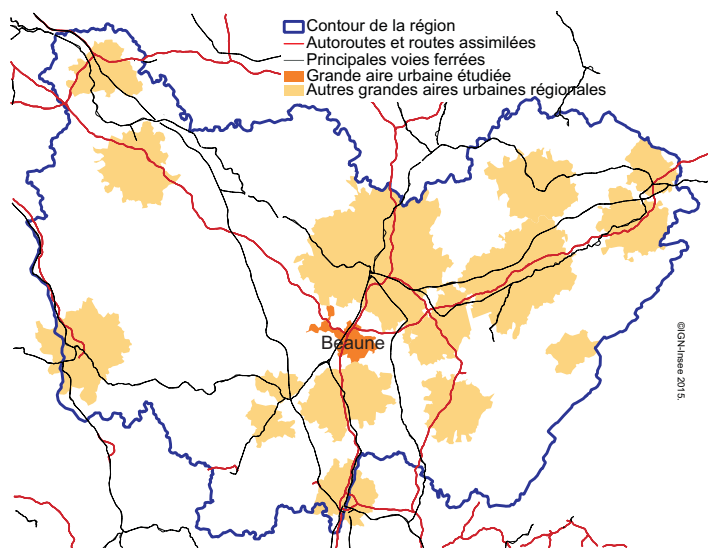 Contour de la région
Autoroutes et routes assimilées
Principales voies ferrées
Grande aire urbaine étudiée
Autres grandes aires urbaines régionales
Beaune
©IGN-Insee 2015.